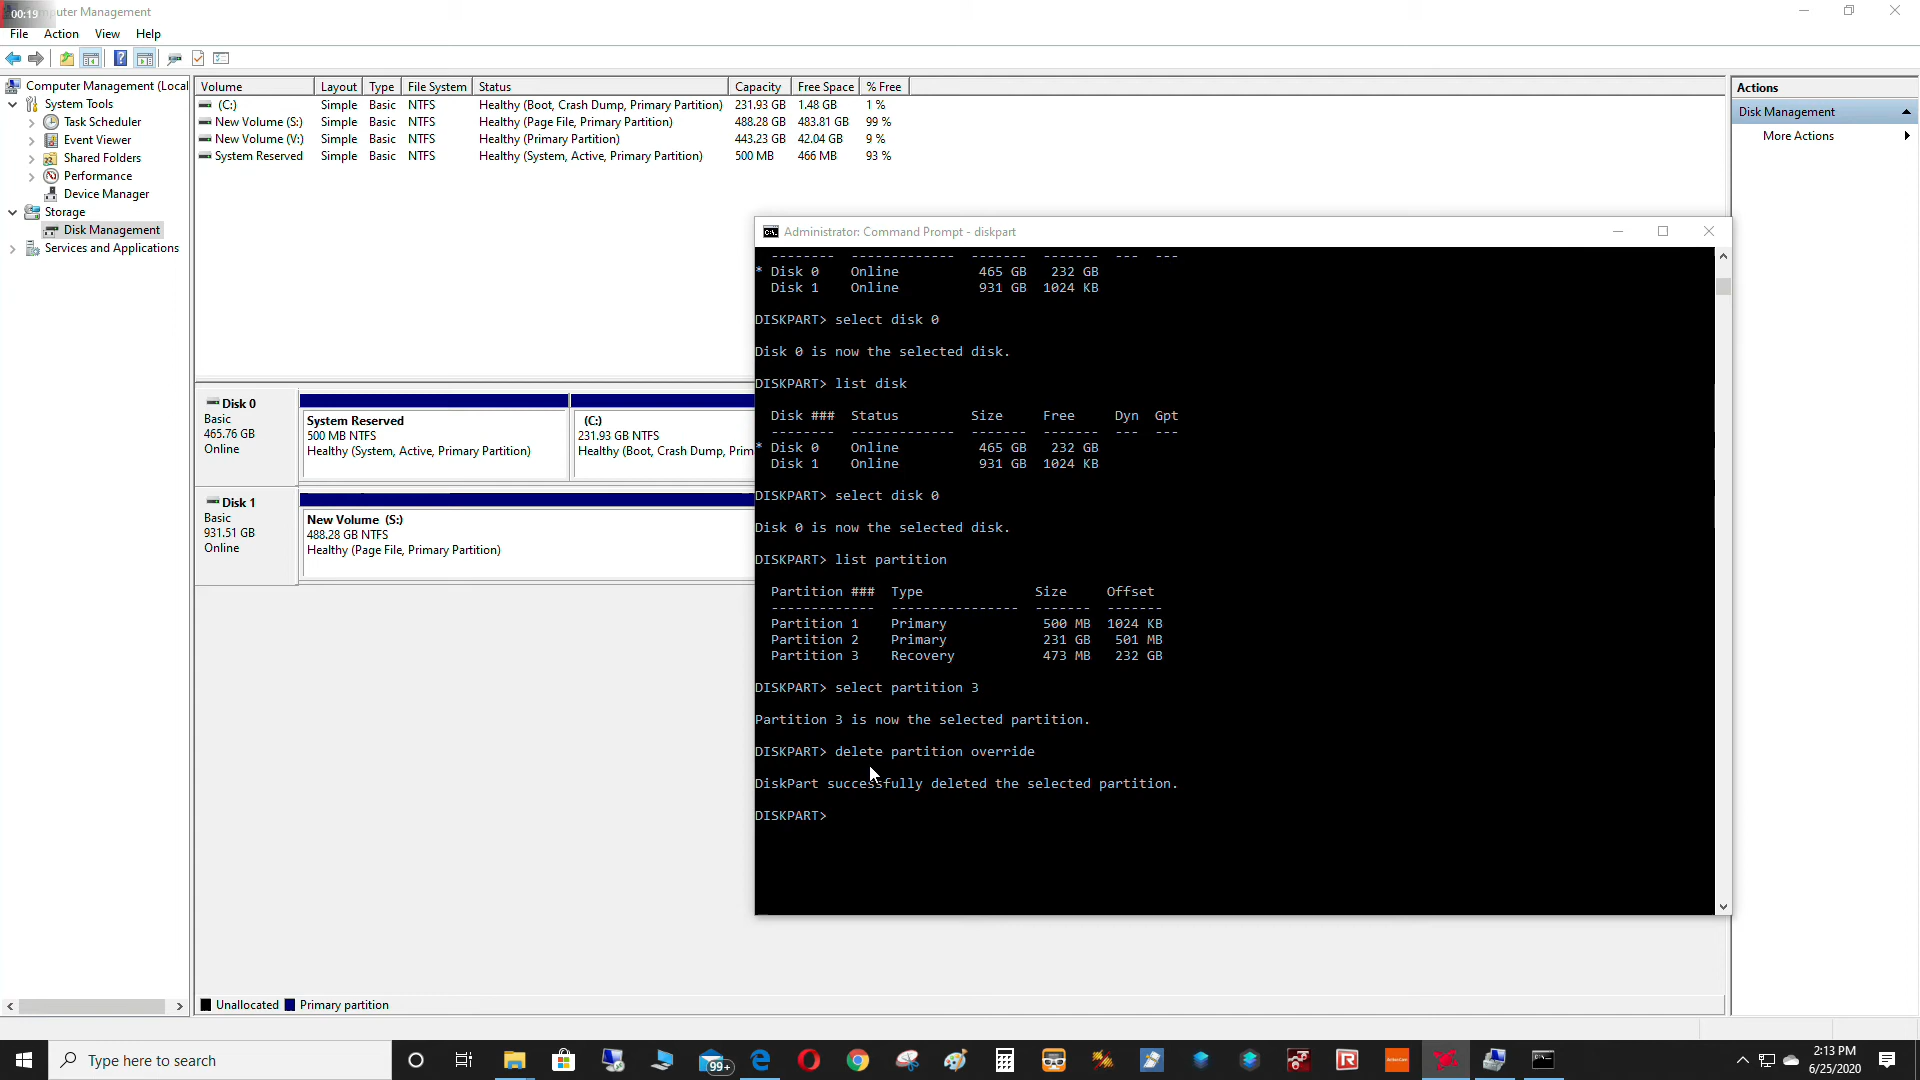 00:19
puter Management
File Action View Help
Computer Management (Local
System Tools
Task Scheduler
Event Viewer
Shared Folders
Performance
Device Manager
Storage
Disk Management
Services and Applications
Volume Layout Type File System Status Capacity Free Space % Free
(C:) Simple Basic NTFS Healthy (Boot, Crash Dump, Primary Partition) 231.93 GB 1.48 GB 1 %
New Volume (S:) Simple Basic NTFS Healthy (Page File, Primary Partition) 488.28 GB 483.81 GB 99 %
New Volume (V:) Simple Basic NTFS Healthy (Primary Partition) 443.23 GB 42.04 GB 9 %
System Reserved Simple Basic NTFS Healthy (System, Active, Primary Partition) 500 MB 466 MB 93 %
Actions
Disk Management
More Actions
Disk 0
Basic
465.76 GB
Online
System Reserved
500 MB NTFS
Healthy (System, Active, Primary Partition)
(C:)
231.93 GB NTFS
Healthy (Boot, Crash Dump, Prim
Disk 1
Basic
931.51 GB
Online
New Volume (S:)
488.28 GB NTFS
Healthy (Page File, Primary Partition)
Unallocated Primary partition
Administrator: Command Prompt - diskpart
-------- ------------- ------- ------- --- ---
* Disk 0 Online 465 GB 232 GB
Disk 1 Online 931 GB 1024 KB
DISKPART> select disk 0
Disk 0 is now the selected disk.
DISKPART> list disk
Disk ### Status Size Free Dyn Gpt
-------- ------------- ------- ------- --- ---
* Disk 0 Online 465 GB 232 GB
Disk 1 Online 931 GB 1024 KB
DISKPART> select disk 0
Disk 0 is now the selected disk.
DISKPART> list partition
Partition ### Type Size Offset
------------- ---------------- ------- -------
Partition 1 Primary 500 MB 1024 KB
Partition 2 Primary 231 GB 501 MB
Partition 3 Recovery 473 MB 232 GB
DISKPART> select partition 3
Partition 3 is now the selected partition.
DISKPART> delete partition override
DiskPart successfully deleted the selected partition.
DISKPART>
Type here to search
99+
2:13 PM
6/25/2020